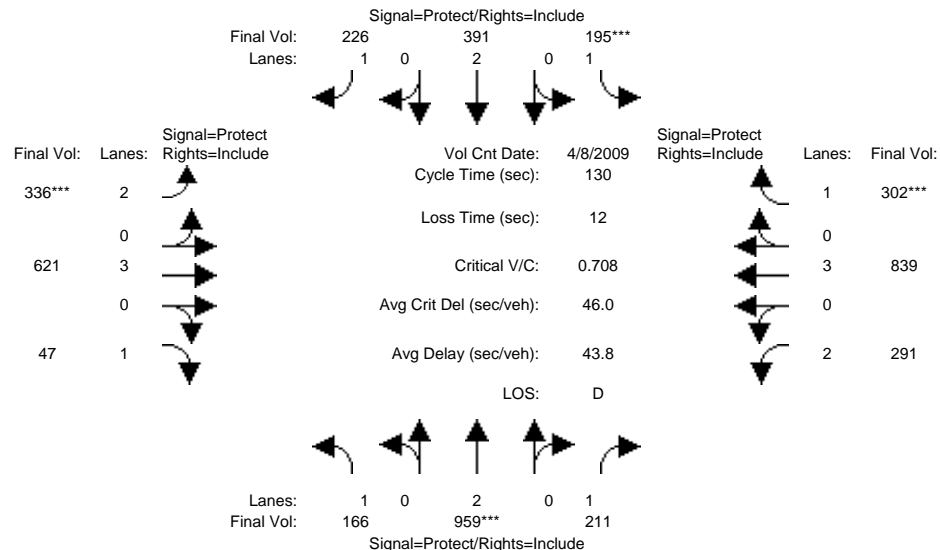 Signal=Protect/Rights=Include
Final Vol: 226 391 195***
Lanes: 1 0 2 0 1
Signal=Protect Signal=Protect
Final Vol: Lanes: Rights=Include Vol Cnt Date: 4/8/2009 Rights=Include Lanes: Final Vol:
Cycle Time (sec): 130
336*** 2 1 302***
Loss Time (sec): 12
0 0
621 3 Critical V/C: 0.708 3 839
0 Avg Crit Del (sec/veh): 46.0 0
47 1 Avg Delay (sec/veh): 43.8 2 291
LOS: D
Lanes: 1 0 2 0 1
Final Vol: 166 959*** 211
Signal=Protect/Rights=Include